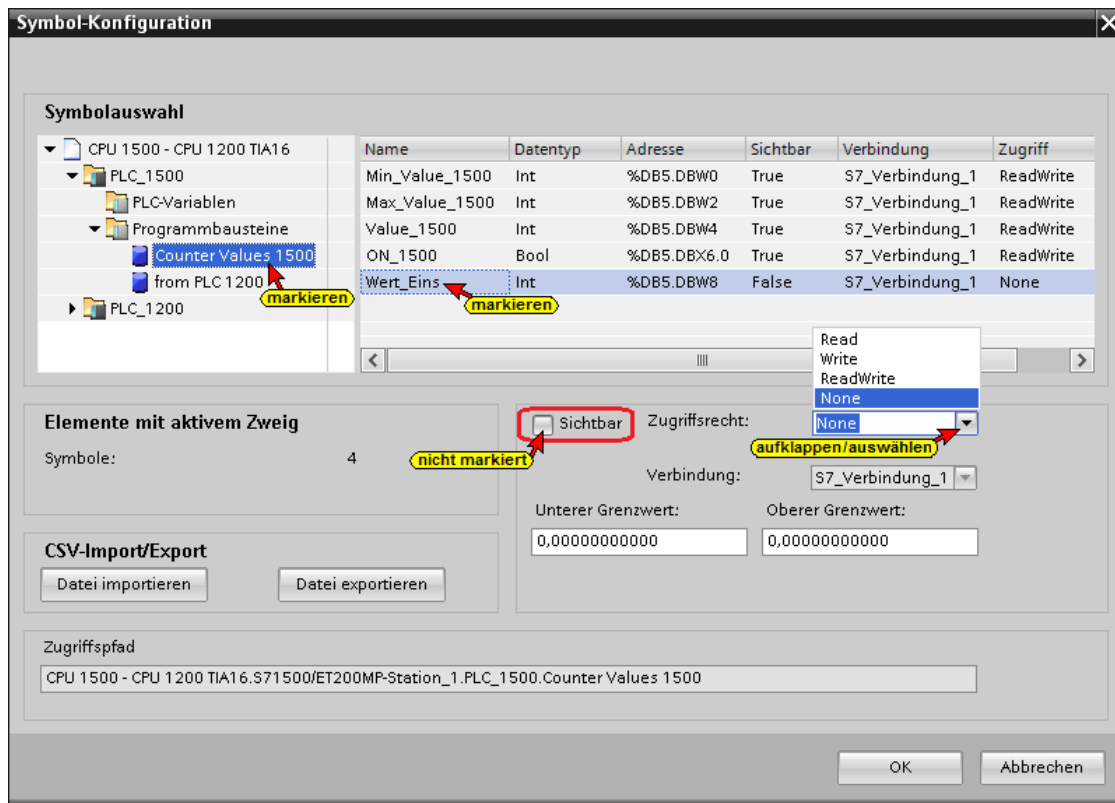 Symbol-Konfiguration
Symbolauswahl
CPU 1500 - CPU 1200 TIA16
PLC_1500
PLC-Variablen
Programmbausteine
Counter Values 1500
from PLC 1200
markieren
PLC_1200
Name Datentyp Adresse Sichtbar Verbindung Zugriff
Min_Value_1500 Int %DB5.DBW0 True S7_Verbindung_1 ReadWrite
Max_Value_1500 Int %DB5.DBW2 True S7_Verbindung_1 ReadWrite
Value_1500 Int %DB5.DBW4 True S7_Verbindung_1 ReadWrite
ON_1500 Bool %DB5.DBX6.0 True S7_Verbindung_1 ReadWrite
Wert_Eins Int %DB5.DBW8 False S7_Verbindung_1 None
markieren
Read
Write
ReadWrite
None
Elemente mit aktivem Zweig
Symbole: 4
Sichtbar
nicht markiert
Zugriffsrecht: None
aufklappen/auswählen
Verbindung: S7_Verbindung_1
Unterer Grenzwert: Oberer Grenzwert:
0,00000000000 0,00000000000
CSV-Import/Export
Datei importieren Datei exportieren
Zugriffspfad
CPU 1500 - CPU 1200 TIA16.S71500/ET200MP-Station_1.PLC_1500.Counter Values 1500
OK Abbrechen